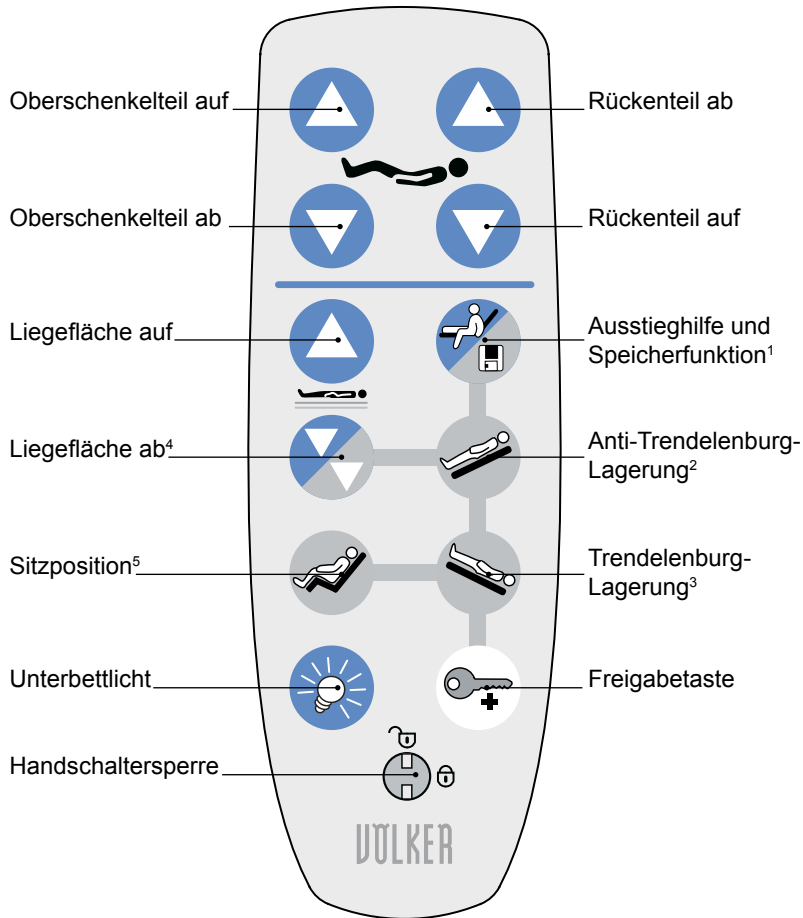 Oberschenkelteil auf
Rückenteil ab
Oberschenkelteil ab
Rückenteil auf
Liegefläche auf
Ausstieghilfe und
Speicherfunktion¹
Liegefläche ab⁴
Anti-Trendelenburg-
Lagerung²
Sitzposition⁵
Trendelenburg-
Lagerung³
Unterbettlicht
Freigabetaste
Handschaltersperre
VÖLKER